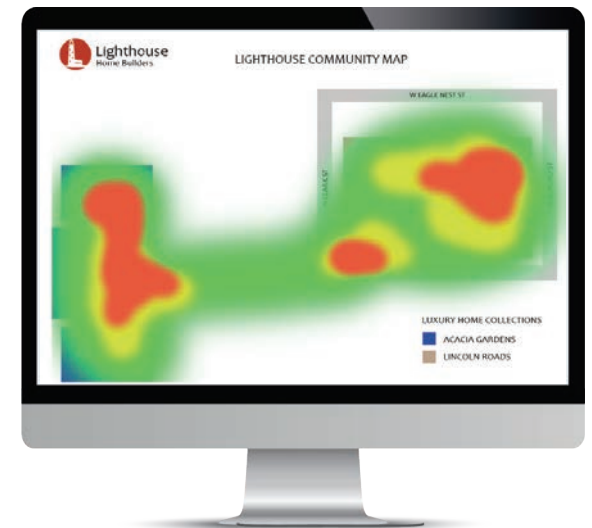 Lighthouse
Home Builders
LIGHTHOUSE COMMUNITY MAP
W EAGLE NEST ST
LUXURY HOME COLLECTIONS
ACACIA GARDENS
LINCOLN ROADS